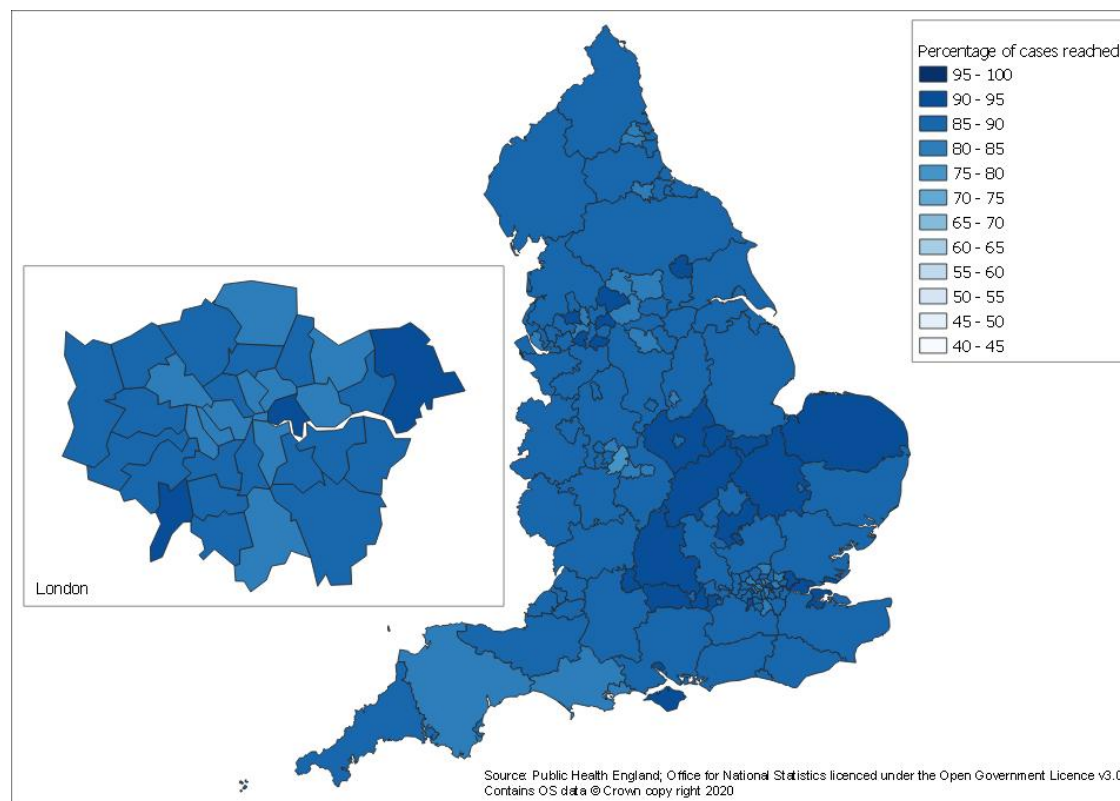 Percentage of cases reached
95 - 100
90 - 95
85 - 90
80 - 85
75 - 80
70 - 75
65 - 70
60 - 65
55 - 60
50 - 55
45 - 50
40 - 45
London
Source: Public Health England; Office for National Statistics licenced under the Open Government Licence v3.0
Contains OS data © Crown copy right 2020